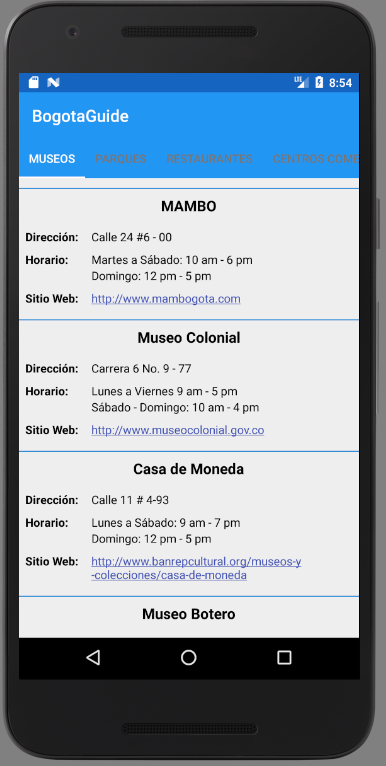 LTE 8:54
BogotaGuide
MUSEOS PARQUES RESTAURANTES CENTROS COME
MAMBO
Dirección: Calle 24 #6 - 00
Horario: Martes a Sábado: 10 am - 6 pm
Domingo: 12 pm - 5 pm
Sitio Web: http://www.mambogota.com
Museo Colonial
Dirección: Carrera 6 No. 9 - 77
Horario: Lunes a Viernes 9 am - 5 pm
Sábado - Domingo: 10 am - 4 pm
Sitio Web: http://www.museocolonial.gov.co
Casa de Moneda
Dirección: Calle 11 # 4-93
Horario: Lunes a Sábado: 9 am - 7 pm
Domingo: 12 pm - 5 pm
Sitio Web: http://www.banrepcultural.org/museos-y
-colecciones/casa-de-moneda
Museo Botero